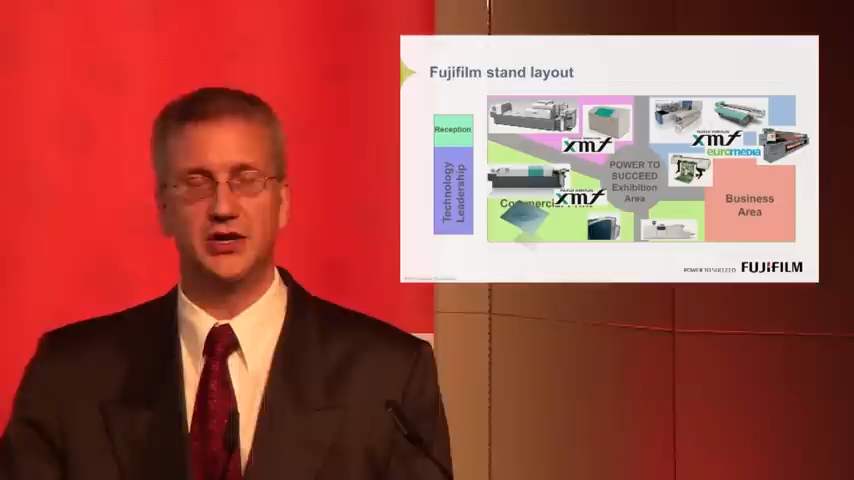 Fujifilm stand layout
Reception
Technology
Leadership
xmf
xmf
euromedia
POWER TO
SUCCEED
Exhibition
Area
xmf
Business
Area
POWER TO SUCCEED FUJIFILM